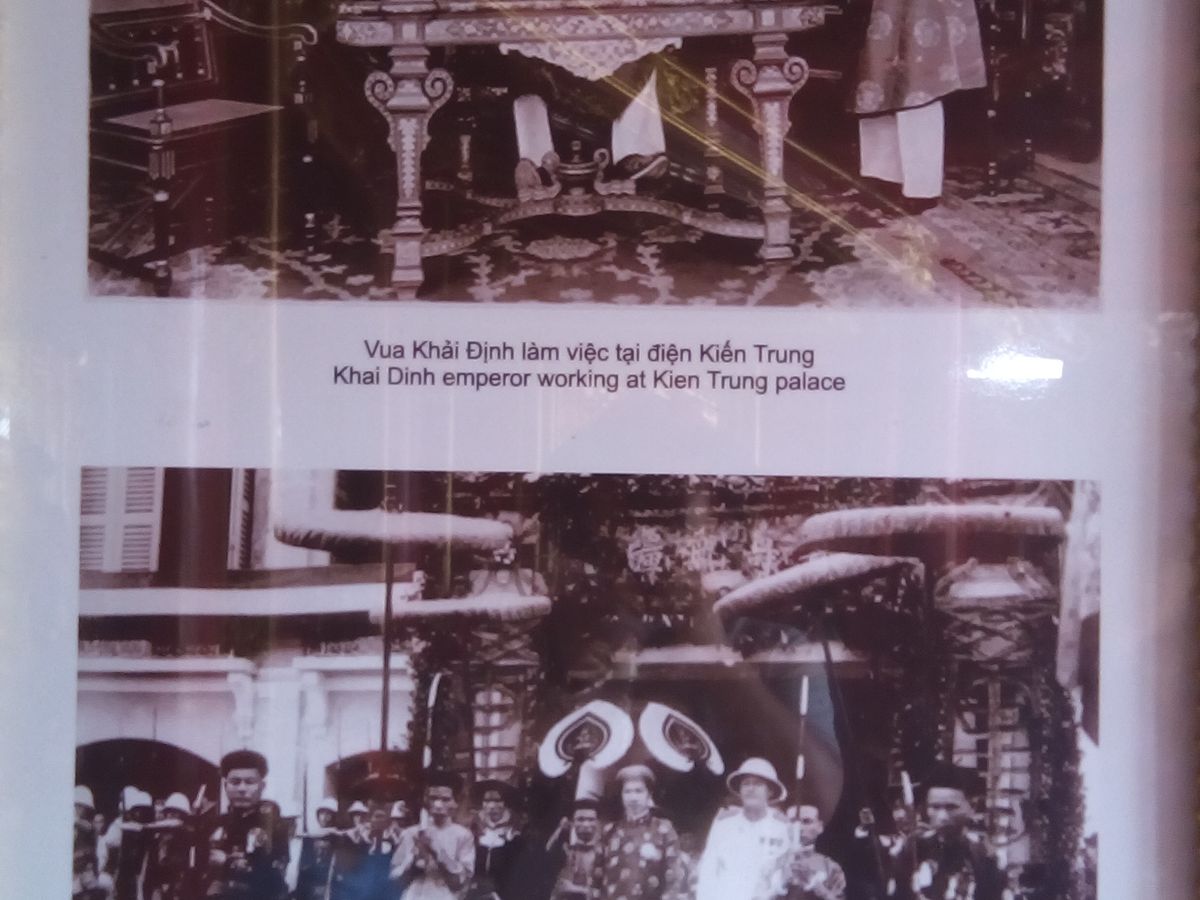 Vua Khải Định làm việc tại điện Kiến Trung
Khai Dinh emperor working at Kien Trung palace